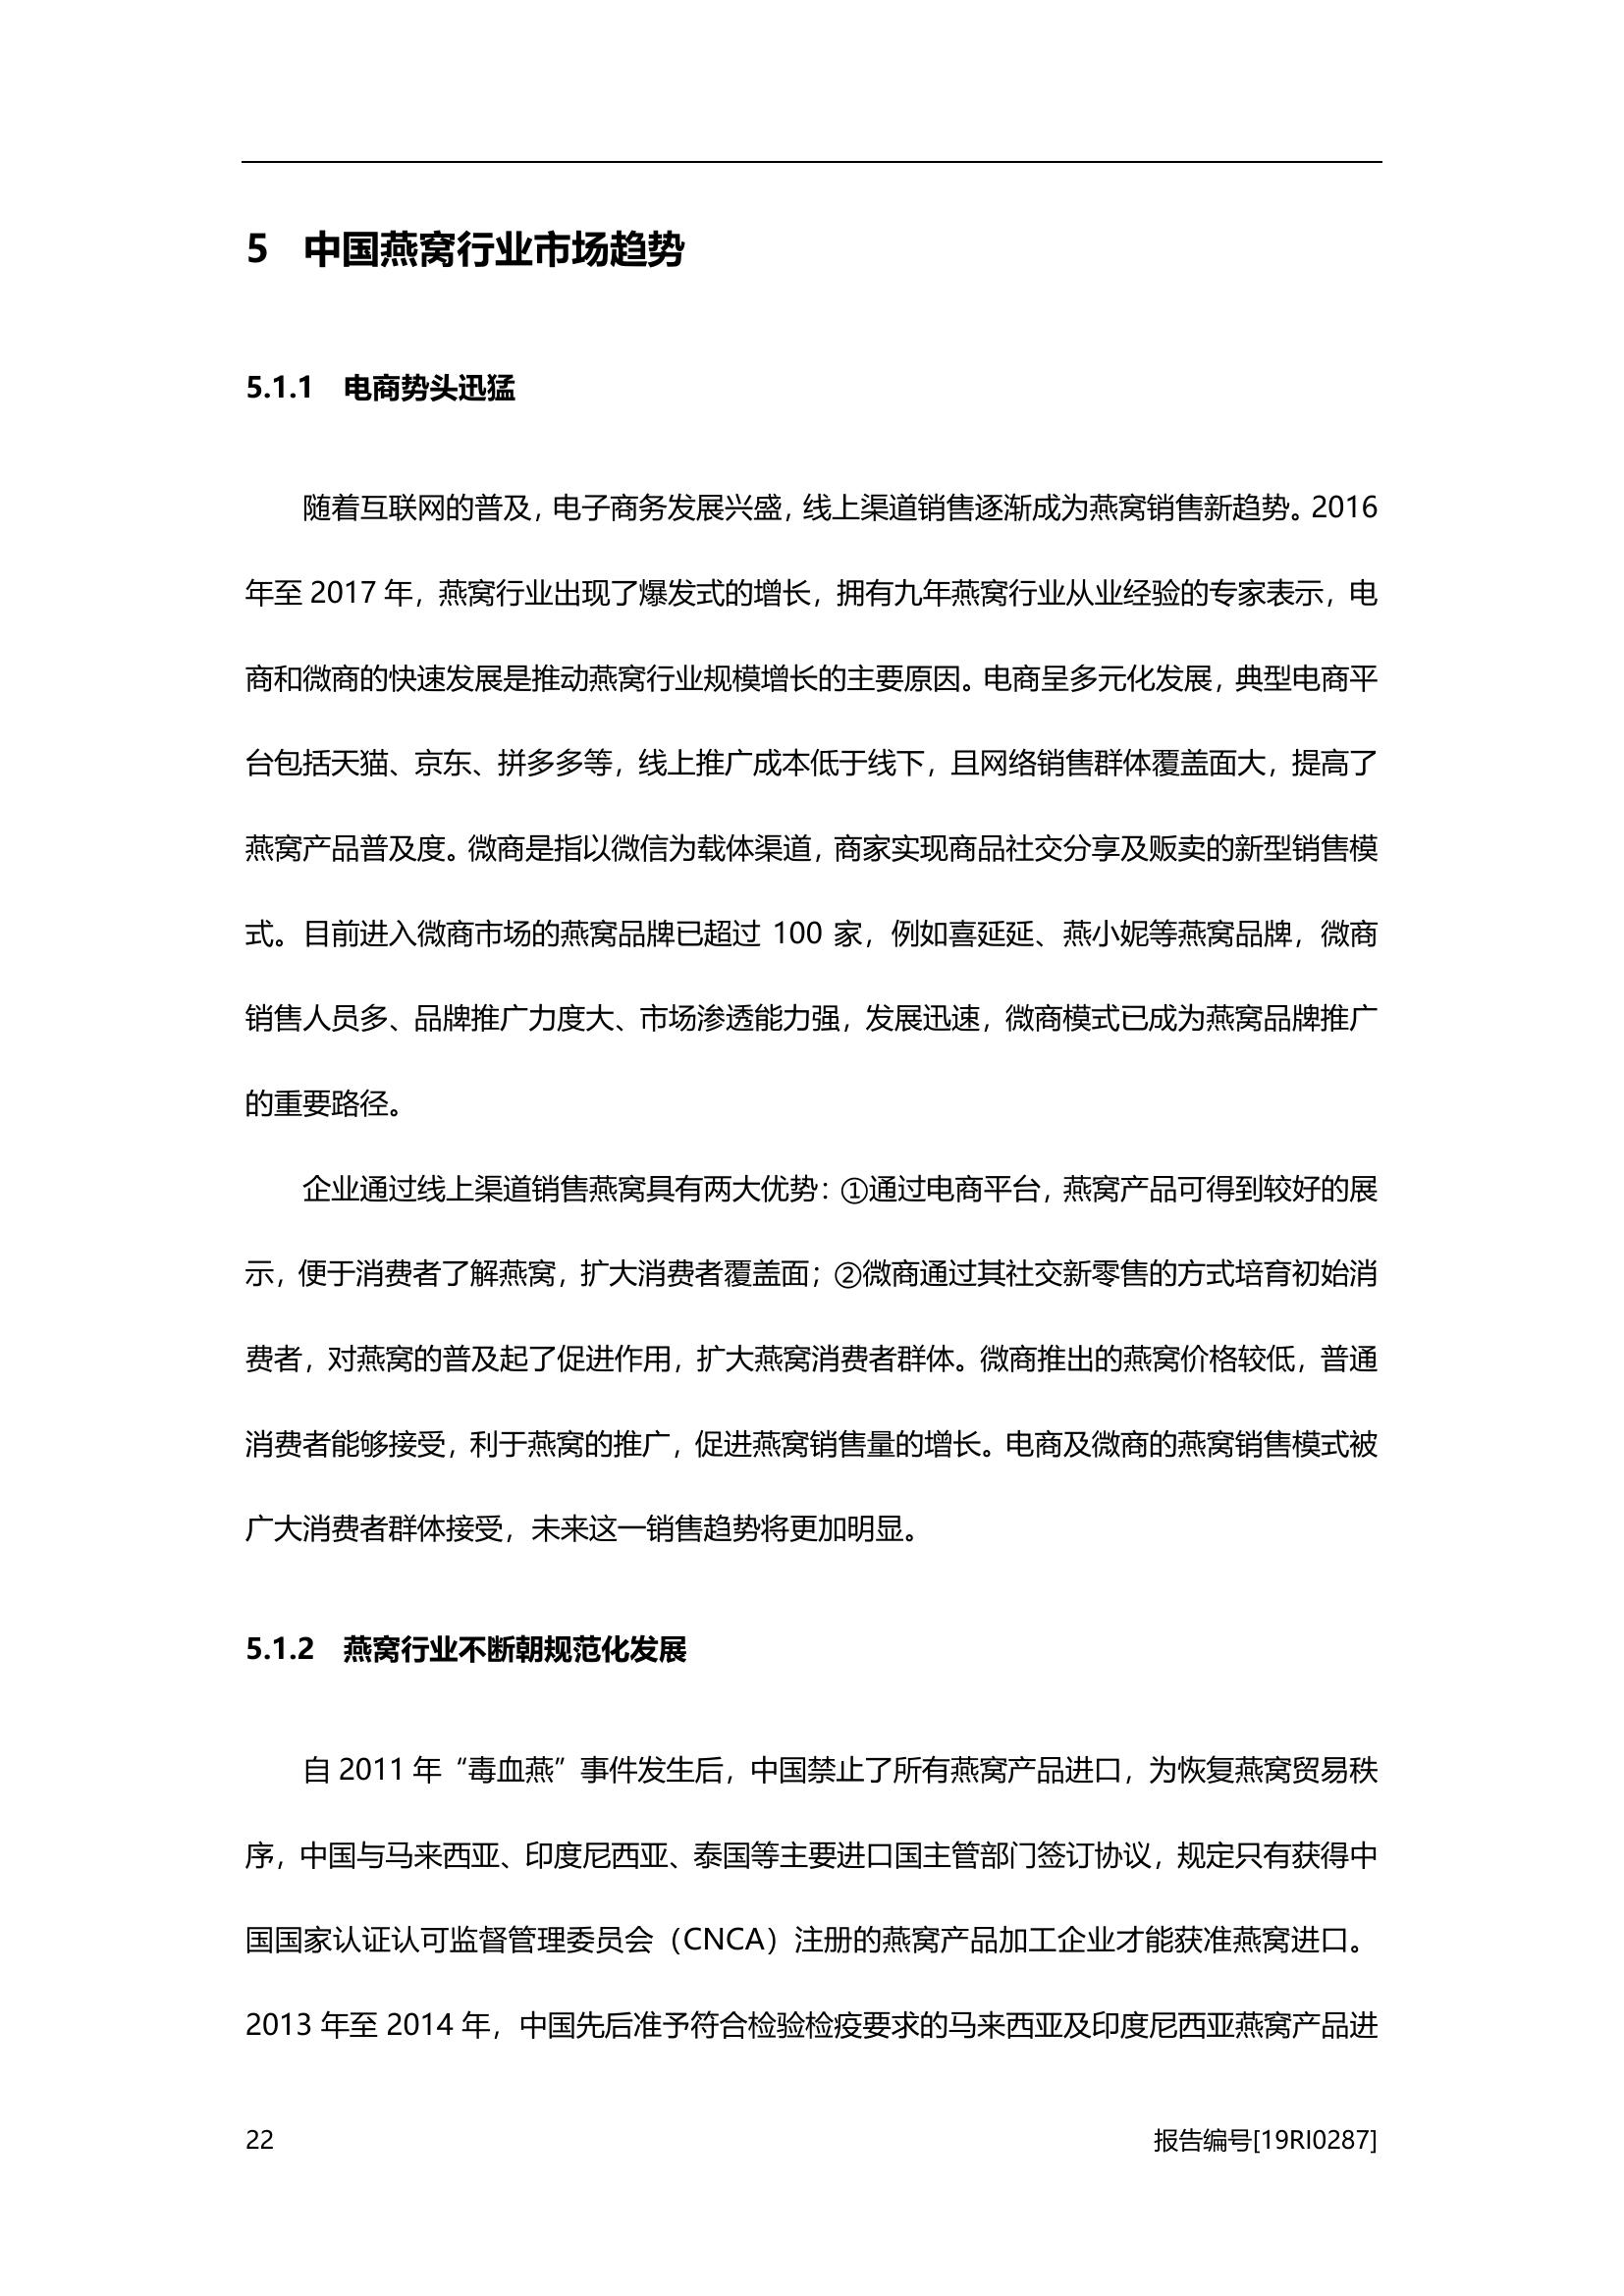 5 中国燕窝行业市场趋势
5.1.1 电商势头迅猛
随着互联网的普及，电子商务发展兴盛，线上渠道销售逐渐成为燕窝销售新趋势。2016
年至 2017 年，燕窝行业出现了爆发式的增长，拥有九年燕窝行业从业经验的专家表示，电
商和微商的快速发展是推动燕窝行业规模增长的主要原因。电商呈多元化发展，典型电商平
台包括天猫、京东、拼多多等，线上推广成本低于线下，且网络销售群体覆盖面大，提高了
燕窝产品普及度。微商是指以微信为载体渠道，商家实现商品社交分享及贩卖的新型销售模
式。目前进入微商市场的燕窝品牌已超过 100 家，例如喜延延、燕小妮等燕窝品牌，微商
销售人员多、品牌推广力度大、市场渗透能力强，发展迅速，微商模式已成为燕窝品牌推广
的重要路径。
企业通过线上渠道销售燕窝具有两大优势：①通过电商平台，燕窝产品可得到较好的展
示，便于消费者了解燕窝，扩大消费者覆盖面；②微商通过其社交新零售的方式培育初始消
费者，对燕窝的普及起了促进作用，扩大燕窝消费者群体。微商推出的燕窝价格较低，普通
消费者能够接受，利于燕窝的推广，促进燕窝销售量的增长。电商及微商的燕窝销售模式被
广大消费者群体接受，未来这一销售趋势将更加明显。
5.1.2 燕窝行业不断朝规范化发展
自 2011 年“毒血燕”事件发生后，中国禁止了所有燕窝产品进口，为恢复燕窝贸易秩
序，中国与马来西亚、印度尼西亚、泰国等主要进口国主管部门签订协议，规定只有获得中
国国家认证认可监督管理委员会（CNCA）注册的燕窝产品加工企业才能获准燕窝进口。
2013 年至 2014 年，中国先后准予符合检验检疫要求的马来西亚及印度尼西亚燕窝产品进
22
报告编号[19RI0287]